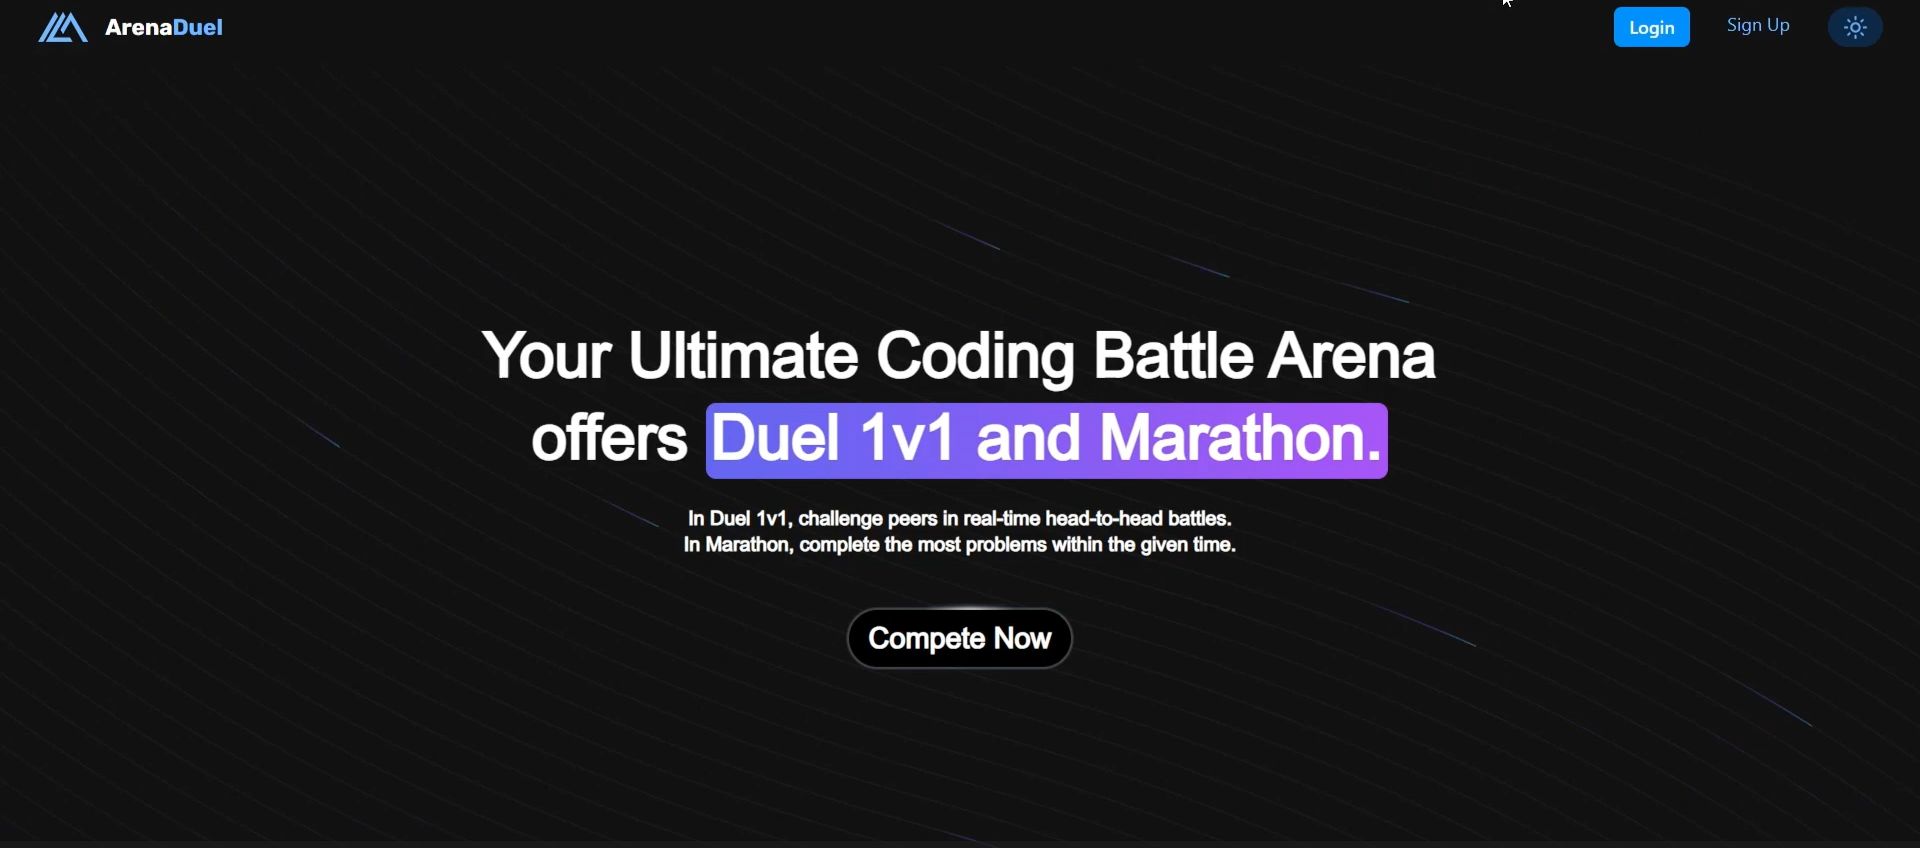 ArenaDuel
Login
Sign Up
Your Ultimate Coding Battle Arena
offers Duel 1v1 and Marathon.
In Duel 1v1, challenge peers in real-time head-to-head battles.
In Marathon, complete the most problems within the given time.
Compete Now